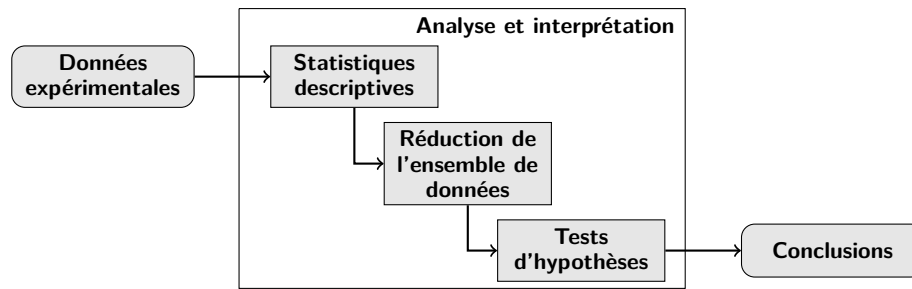 Analyse et interprétation
Données
expérimentales
Statistiques
descriptives
Réduction de
l'ensemble de
données
Tests
d'hypothèses
Conclusions